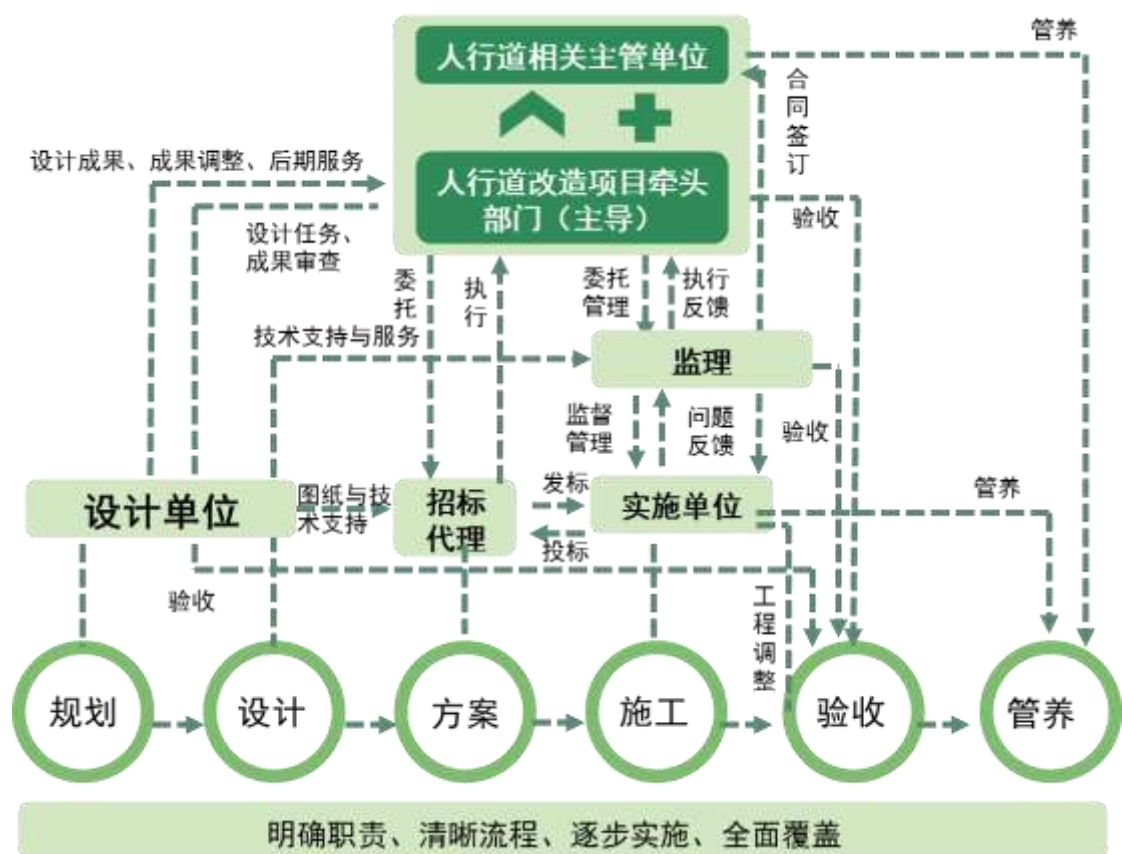 人行道相关主管单位
管养
合
同
签
订
设计成果、成果调整、后期服务
人行道改造项目牵头
部门（主导）
验收
设计任务、
成果审查
委
托
执
行
委托
管理
执行
反馈
技术支持与服务
监理
监督
管理
问题
反馈
验收
设计单位
图纸与技
术支持
招标
代理
发标
投标
实施单位
管养
验收
工
程
调
整
规划
设计
方案
施工
验收
管养
明确职责、清晰流程、逐步实施、全面覆盖